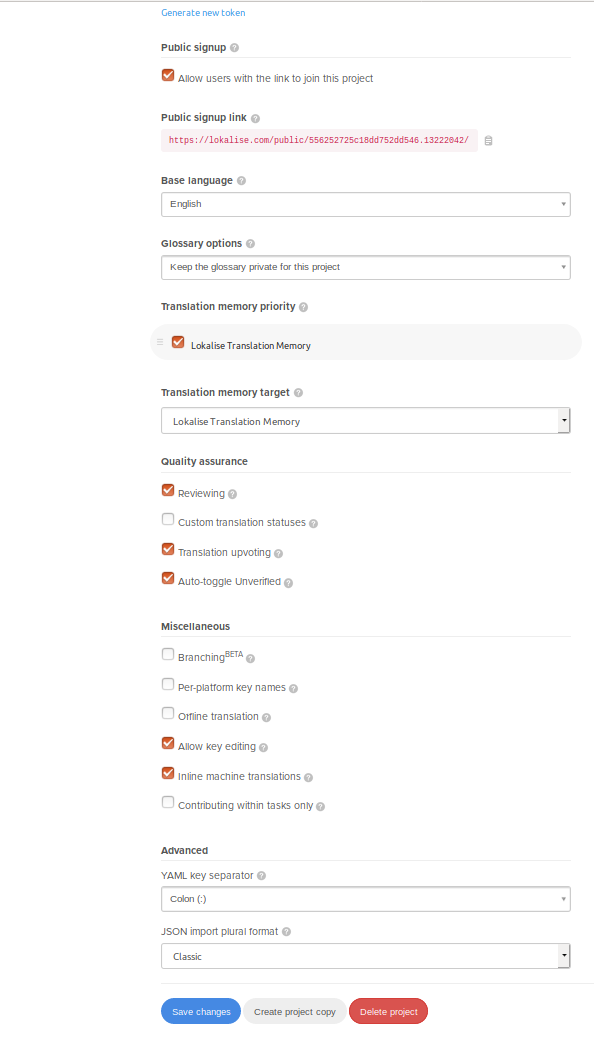 Generate new token
Public signup
Allow users with the link to join this project
Public signup link
https://lokalise.com/public/556252725c18dd752dd546.13222042/
Base language
English
Glossary options
Keep the glossary private for this project
Translation memory priority
Lokalise Translation Memory
Translation memory target
Lokalise Translation Memory
Quality assurance
Reviewing
Custom translation statuses
Translation upvoting
Auto-toggle Unverified
Miscellaneous
Branching BETA
Per-platform key names
Offline translation
Allow key editing
Inline machine translations
Contributing within tasks only
Advanced
YAML key separator
Colon (:)
JSON import plural format
Classic
Save changes Create project copy Delete project